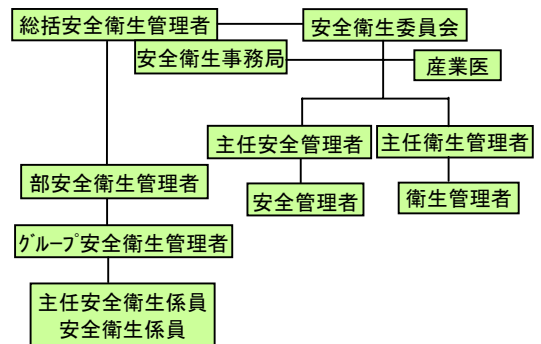 総括安全衛生管理者
安全衛生委員会
安全衛生事務局
産業医
主任安全管理者
主任衛生管理者
部安全衛生管理者
安全管理者
衛生管理者
ｸﾞﾙｰﾌﾟ安全衛生管理者
主任安全衛生係員
安全衛生係員